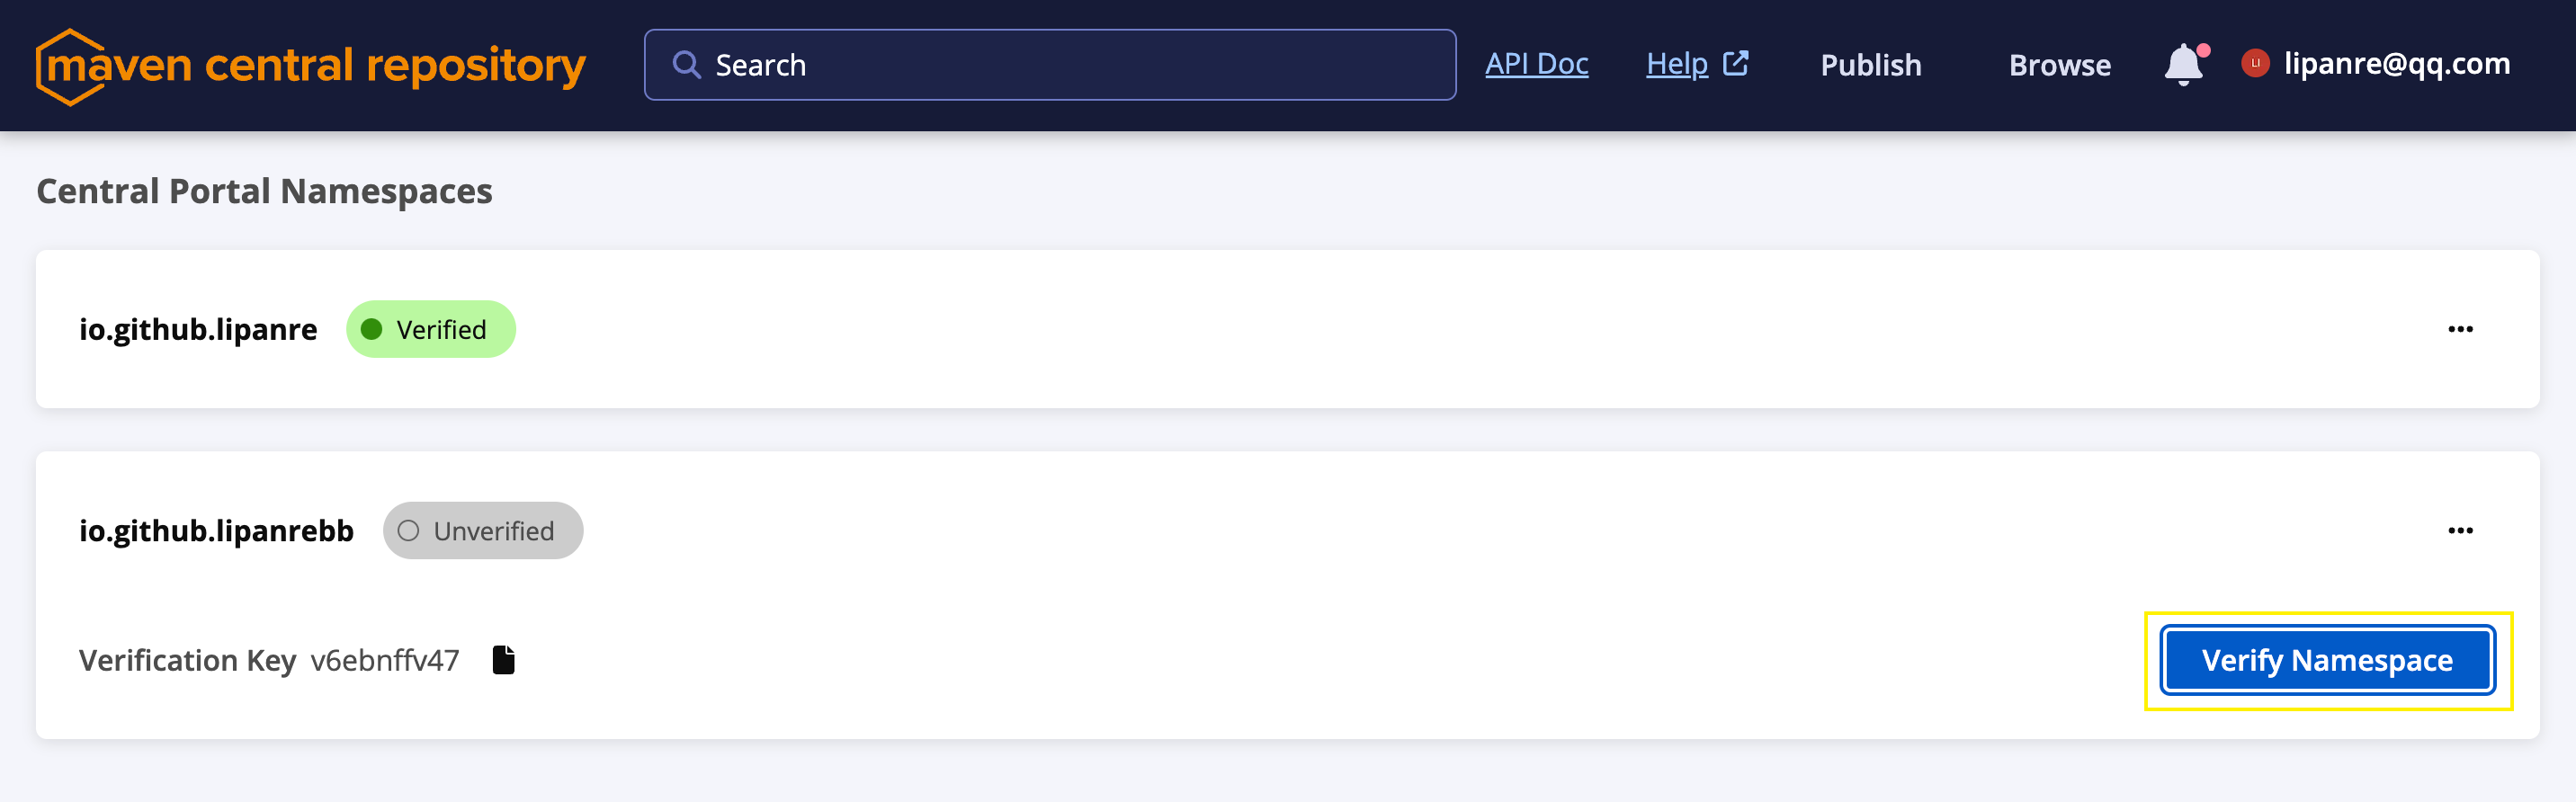 maven central repository
Search
API Doc
Help
Publish
Browse
LI
lipanre@qq.com
Central Portal Namespaces
io.github.lipanre
Verified
io.github.lipanrebb
Unverified
Verification Key v6ebnffv47
Verify Namespace